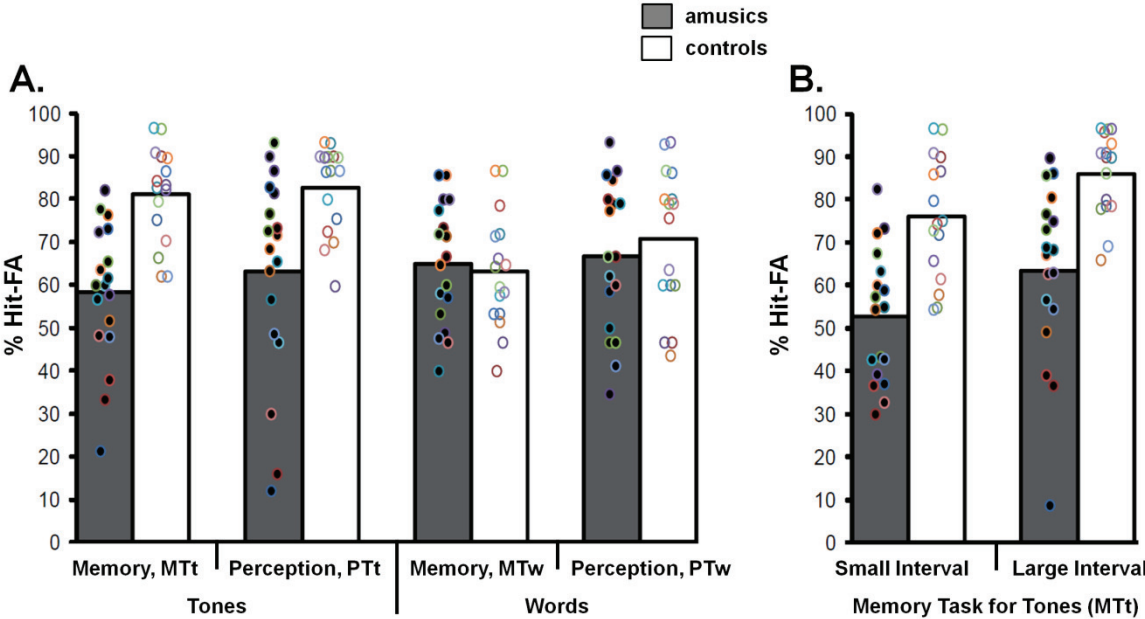 amusics
controls
A.
% Hit-FA
100
90
80
70
60
50
40
30
20
10
0
Memory, MTt Perception, PTt Memory, MTw Perception, PTw
Tones Words
B.
% Hit-FA
100
90
80
70
60
50
40
30
20
10
0
Small Interval Large Interval
Memory Task for Tones (MTt)